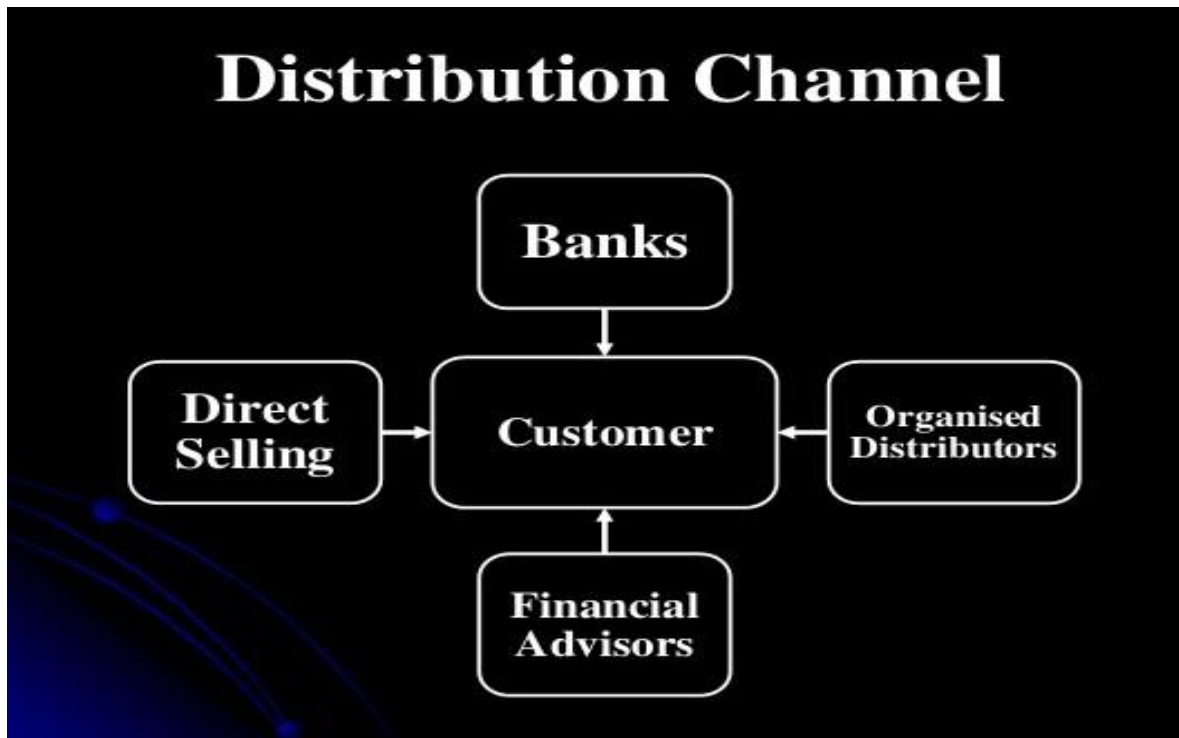 Distribution Channel
Banks
Direct
Selling
Customer
Organised
Distributors
Financial
Advisors